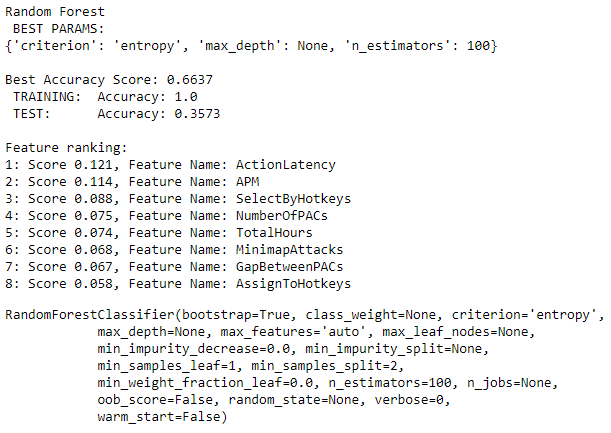 Random Forest
BEST PARAMS:
{'criterion': 'entropy', 'max_depth': None, 'n_estimators': 100}
Best Accuracy Score: 0.6637
TRAINING:  Accuracy: 1.0
TEST:      Accuracy: 0.3573
Feature ranking:
1: Score 0.121, Feature Name: ActionLatency
2: Score 0.114, Feature Name: APM
3: Score 0.088, Feature Name: SelectByHotkeys
4: Score 0.075, Feature Name: NumberOfPACs
5: Score 0.074, Feature Name: TotalHours
6: Score 0.068, Feature Name: MinimapAttacks
7: Score 0.067, Feature Name: GapBetweenPACs
8: Score 0.058, Feature Name: AssignToHotkeys
RandomForestClassifier(bootstrap=True, class_weight=None, criterion='entropy',
max_depth=None, max_features='auto', max_leaf_nodes=None,
min_impurity_decrease=0.0, min_impurity_split=None,
min_samples_leaf=1, min_samples_split=2,
min_weight_fraction_leaf=0.0, n_estimators=100, n_jobs=None,
oob_score=False, random_state=None, verbose=0,
warm_start=False)